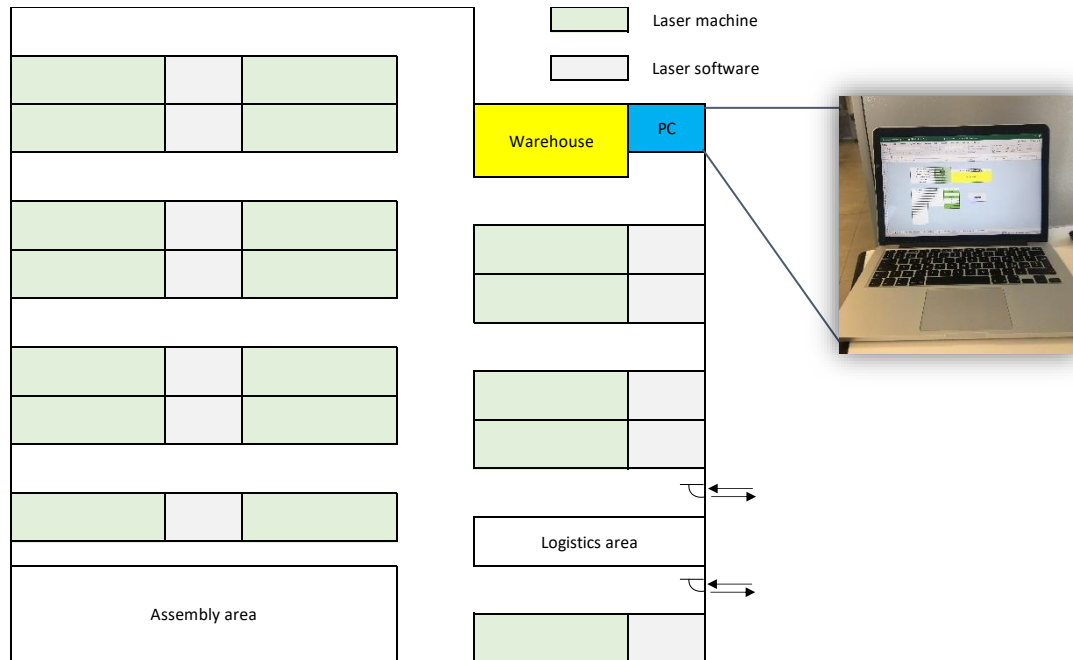 Laser machine
Laser software
Warehouse
PC
Logistics area
Assembly area